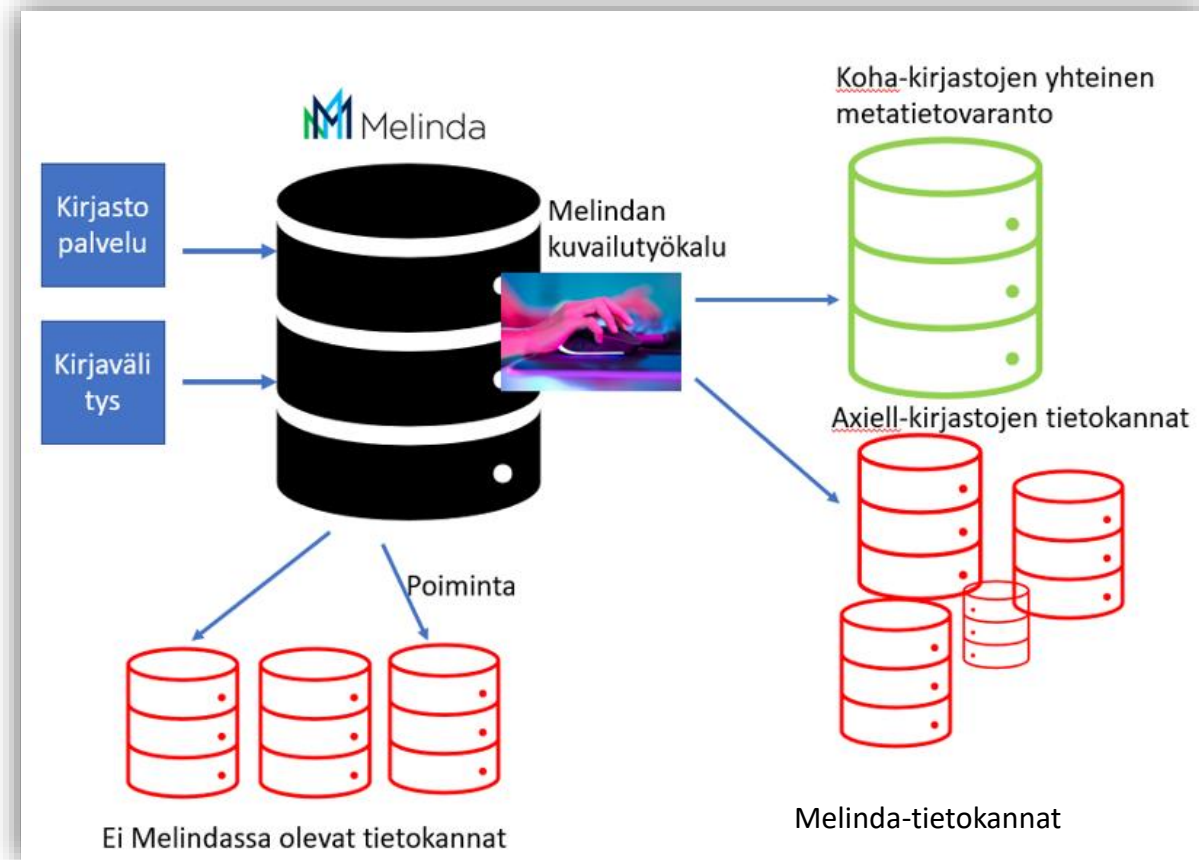 Koha-kirjastojen yhteinen
metatietovaranto
Melinda
Kirjasto
palvelu
Melindan
kuvailutyökalu
Kirjaväli
tys
Axiell-kirjastojen tietokannat
Poiminta
Melinda-tietokannat
Ei Melindassa olevat tietokannat